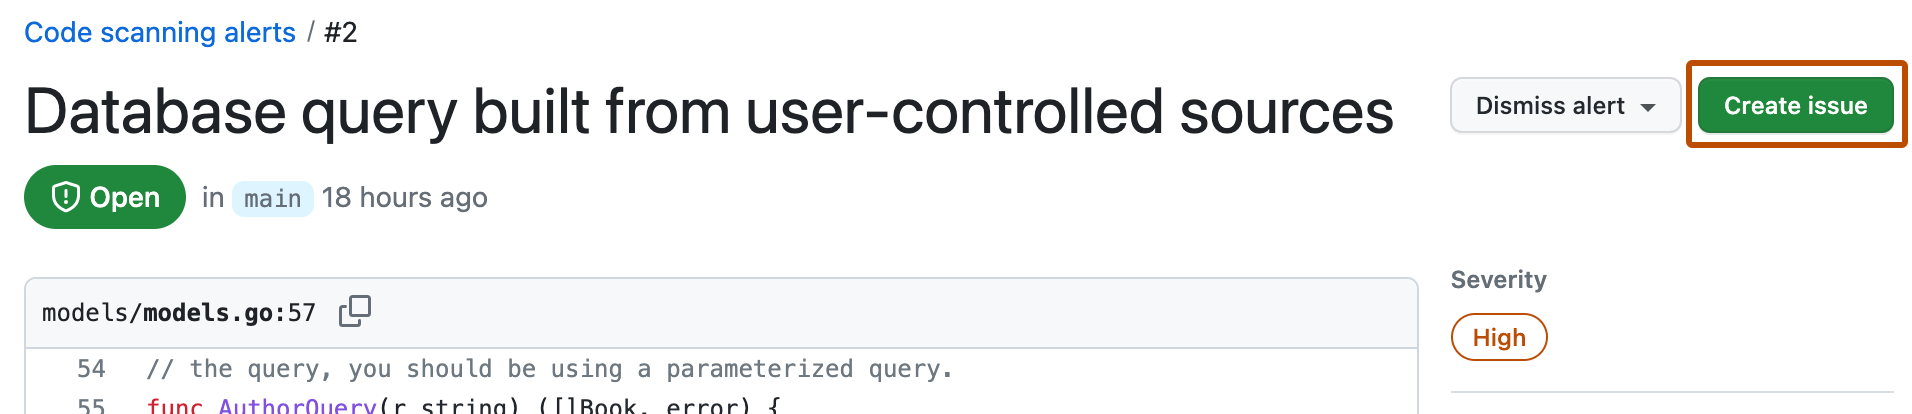 Code scanning alerts / #2
Database query built from user-controlled sources
Dismiss alert
Create issue
Open in main 18 hours ago
Severity
High
models/models.go:57
54 // the query, you should be using a parameterized query.
55 func AuthorQuery(r string) ([]Book, error) {